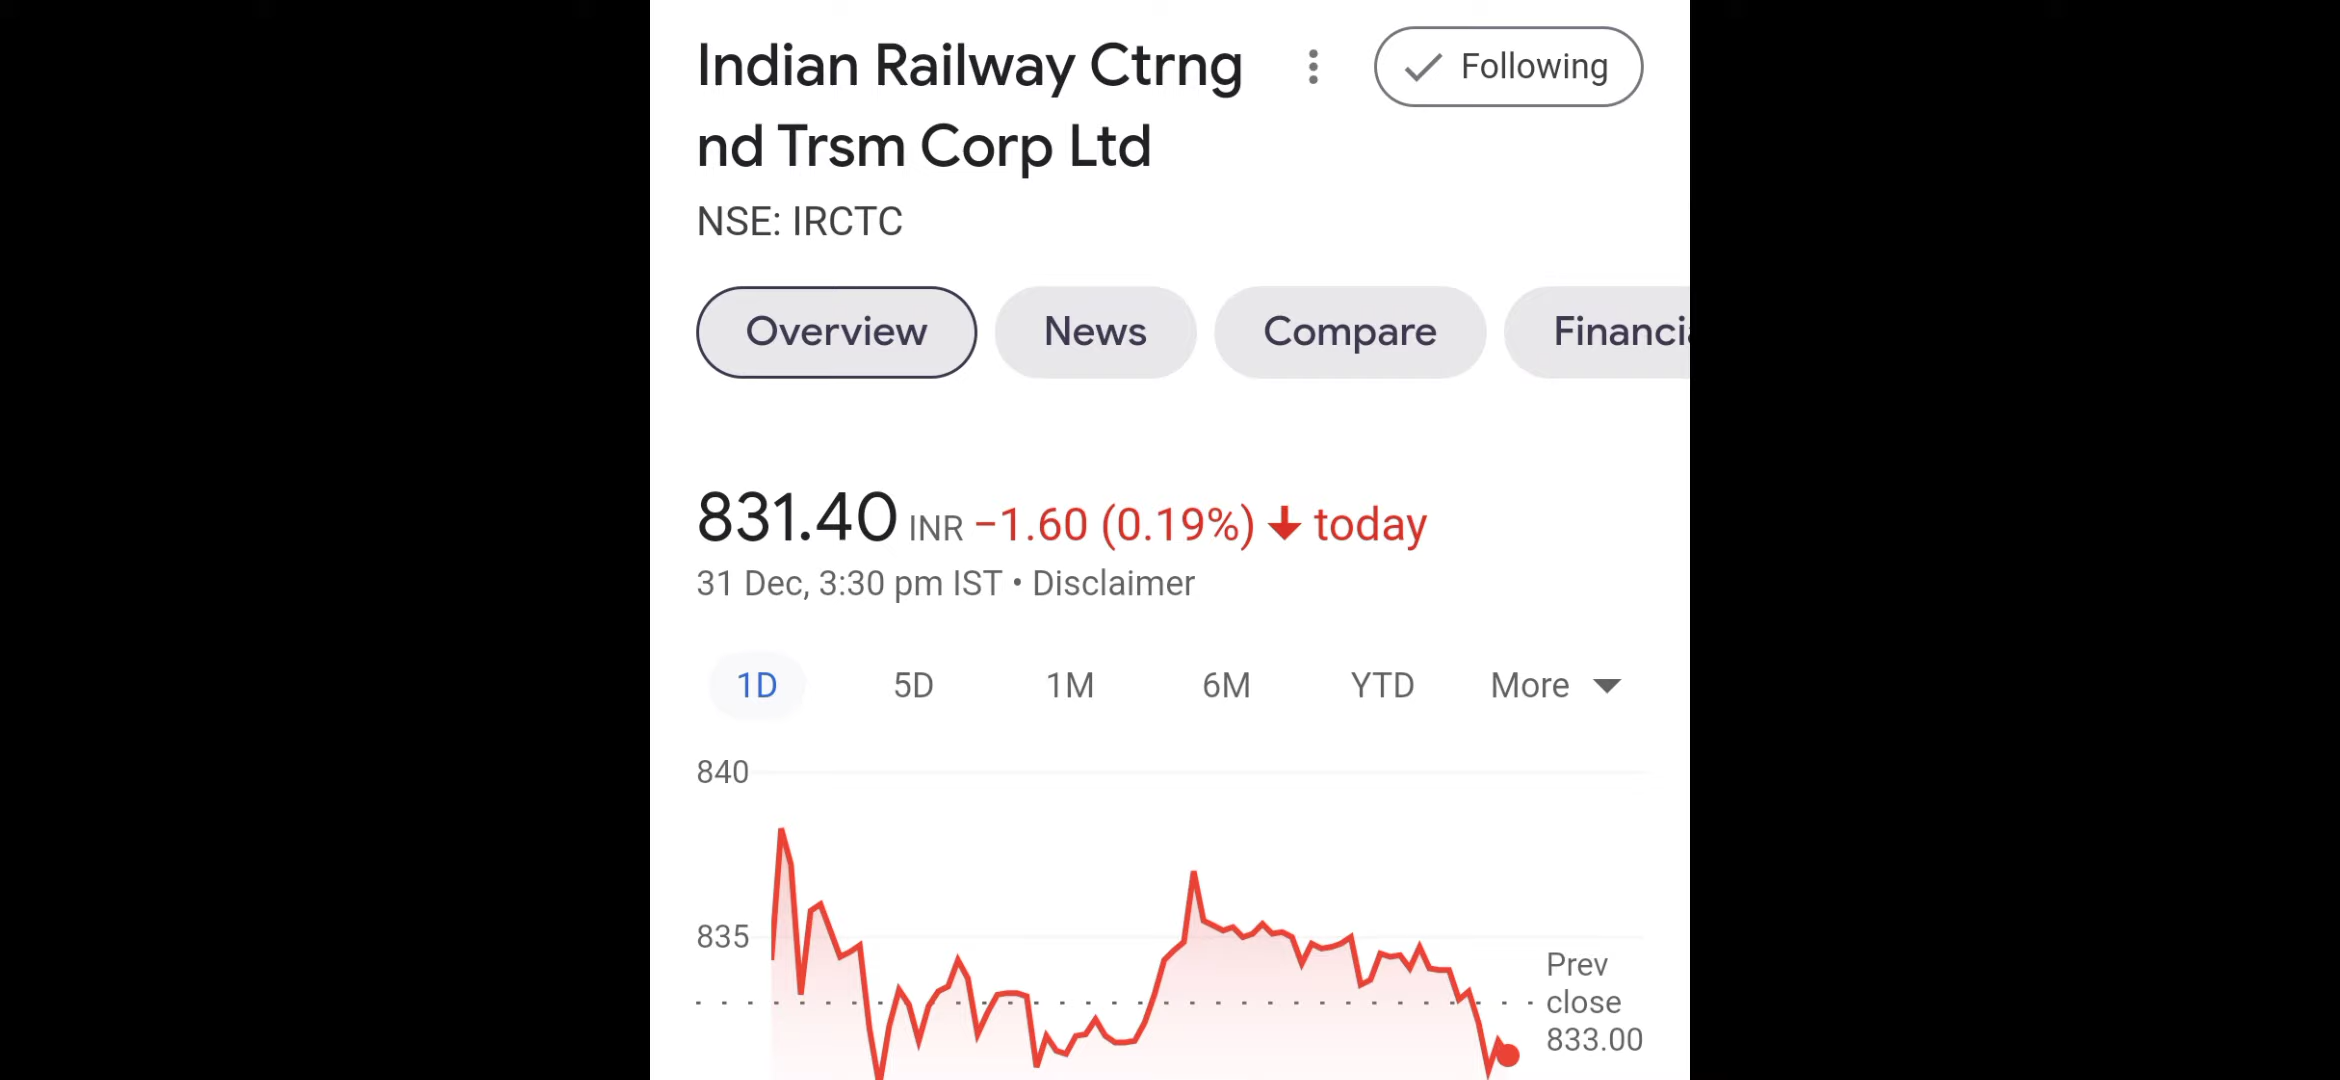 Indian Railway Ctrng
nd Trsm Corp Ltd
Following
NSE: IRCTC
Overview
News
Compare
Financia
831.40 INR −1.60 (0.19%) ↓ today
31 Dec, 3:30 pm IST • Disclaimer
1D 5D 1M 6M YTD More
840
835
Prev
close
833.00